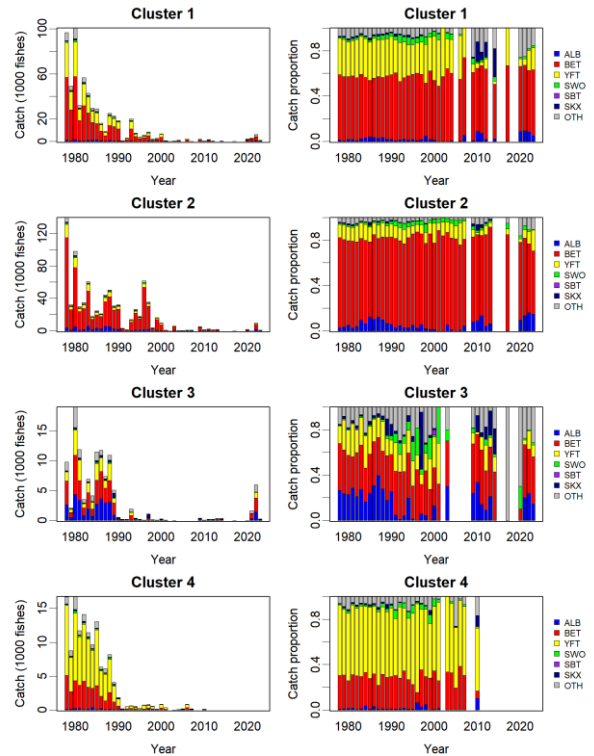 Cluster 1
Catch (1000 fishes)
100
60
20
0
1980 1990 2000 2010 2020
Year
Cluster 1
Catch proportion
0.8
0.4
0.0
1980 1990 2000 2010 2020
Year
ALB
BET
YFT
SWO
SBT
SKX
OTH
Cluster 2
Catch (1000 fishes)
120
80
40
0
1980 1990 2000 2010 2020
Year
Cluster 2
Catch proportion
0.8
0.4
0.0
1980 1990 2000 2010 2020
Year
ALB
BET
YFT
SWO
SBT
SKX
OTH
Cluster 3
Catch (1000 fishes)
15
10
5
0
1980 1990 2000 2010 2020
Year
Cluster 3
Catch proportion
0.8
0.4
0.0
1980 1990 2000 2010 2020
Year
ALB
BET
YFT
SWO
SBT
SKX
OTH
Cluster 4
Catch (1000 fishes)
15
10
5
0
1980 1990 2000 2010 2020
Year
Cluster 4
Catch proportion
0.8
0.4
0.0
1980 1990 2000 2010 2020
Year
ALB
BET
YFT
SWO
SBT
SKX
OTH